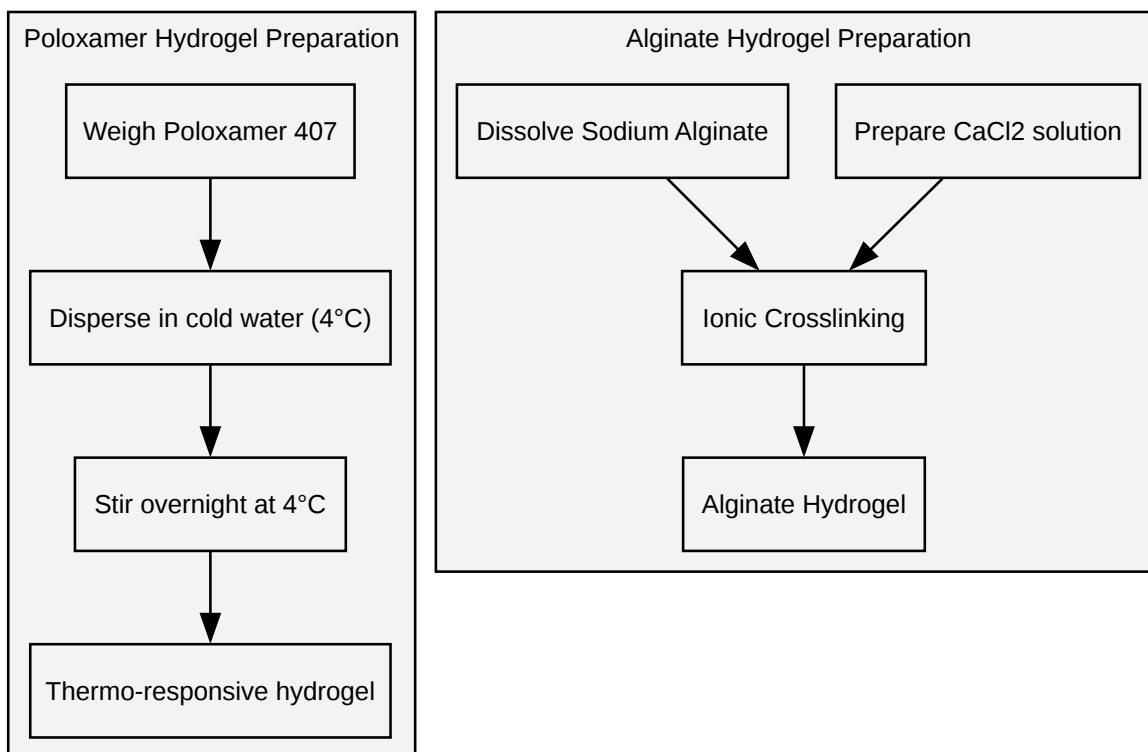 Poloxamer Hydrogel Preparation
Weigh Poloxamer 407
Disperse in cold water (4°C)
Stir overnight at 4°C
Thermo-responsive hydrogel
Alginate Hydrogel Preparation
Dissolve Sodium Alginate
Prepare CaCl2 solution
Ionic Crosslinking
Alginate Hydrogel